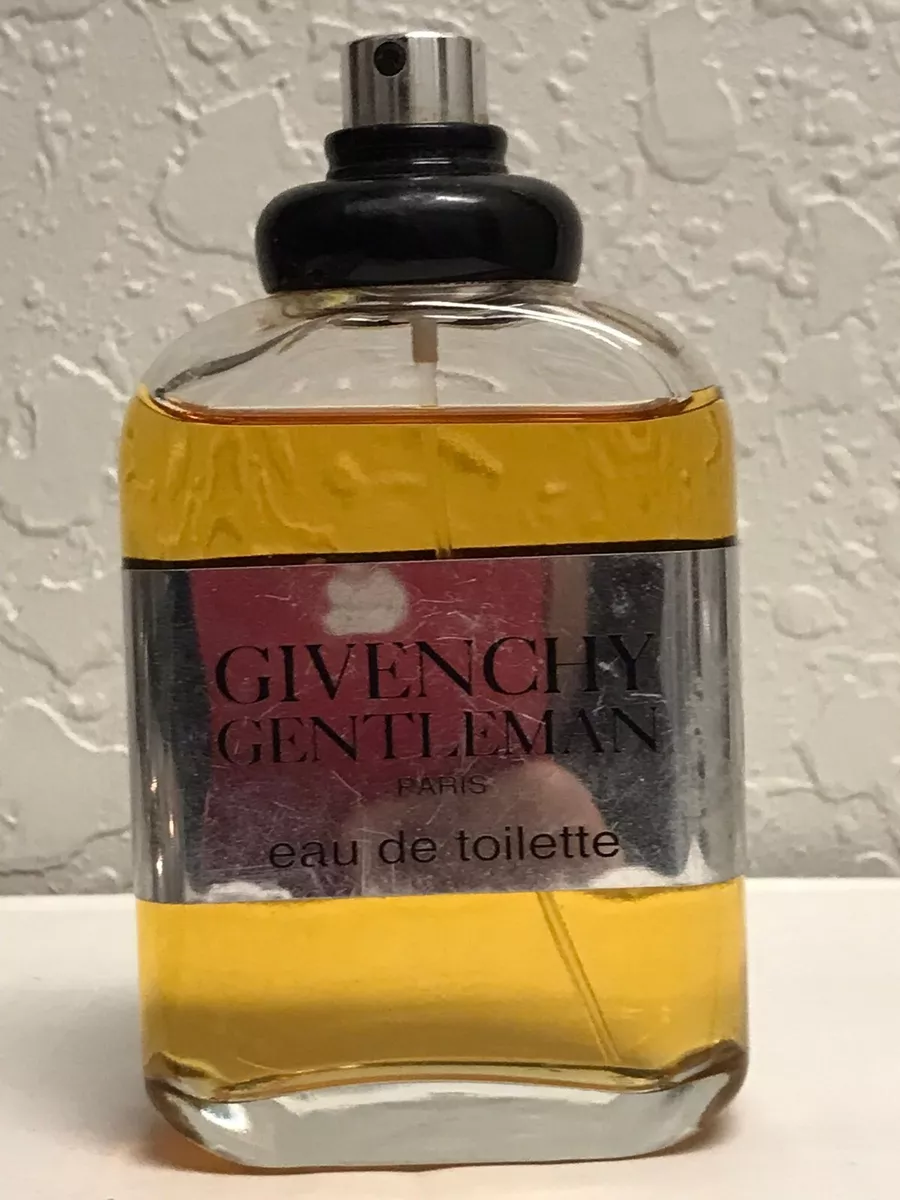 GIVENCHY
GENTLEMAN
PARIS
eau de toilette